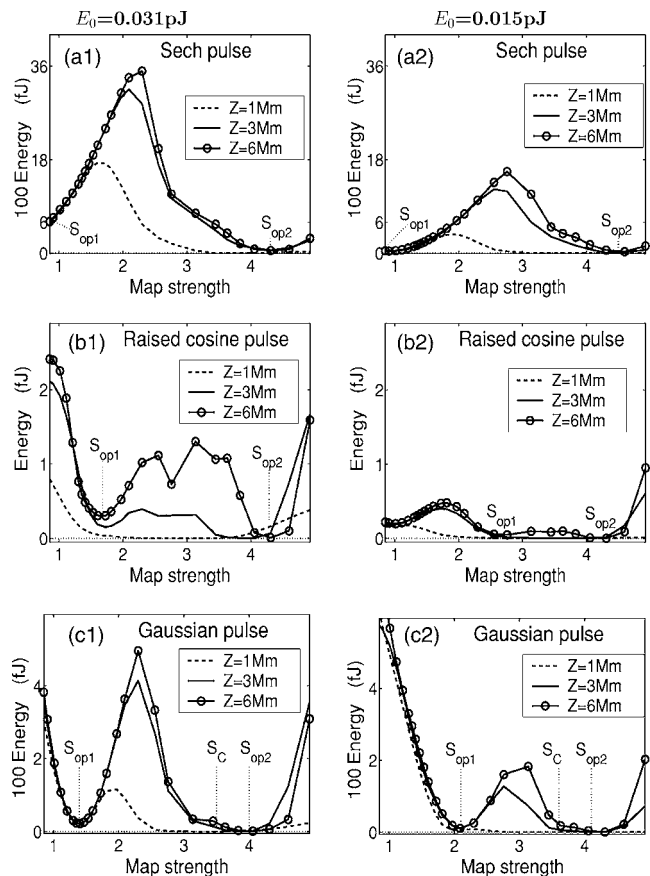 E0=0.031pJ
E0=0.015pJ
(a1) Sech pulse
36
18
6
0
100 Energy (fJ)
Z=1Mm
Z=3Mm
Z=6Mm
Sop1
Sop2
1 2 3 4
Map strength
(a2) Sech pulse
36
18
6
0
100 Energy (fJ)
Z=1Mm
Z=3Mm
Z=6Mm
Sop1
Sop2
1 2 3 4
Map strength
(b1) Raised cosine pulse
2
1
0
Energy (fJ)
Z=1Mm
Z=3Mm
Z=6Mm
Sop1
Sop2
1 2 3 4
Map strength
(b2) Raised cosine pulse
2
1
0
Energy (fJ)
Z=1Mm
Z=3Mm
Z=6Mm
Sop1
Sop2
1 2 3 4
Map strength
(c1) Gaussian pulse
4
2
0
100 Energy (fJ)
Z=1Mm
Z=3Mm
Z=6Mm
Sop1
SC
Sop2
1 2 3 4
Map strength
(c2) Gaussian pulse
4
2
0
100 Energy (fJ)
Z=1Mm
Z=3Mm
Z=6Mm
Sop1
SC
Sop2
1 2 3 4
Map strength